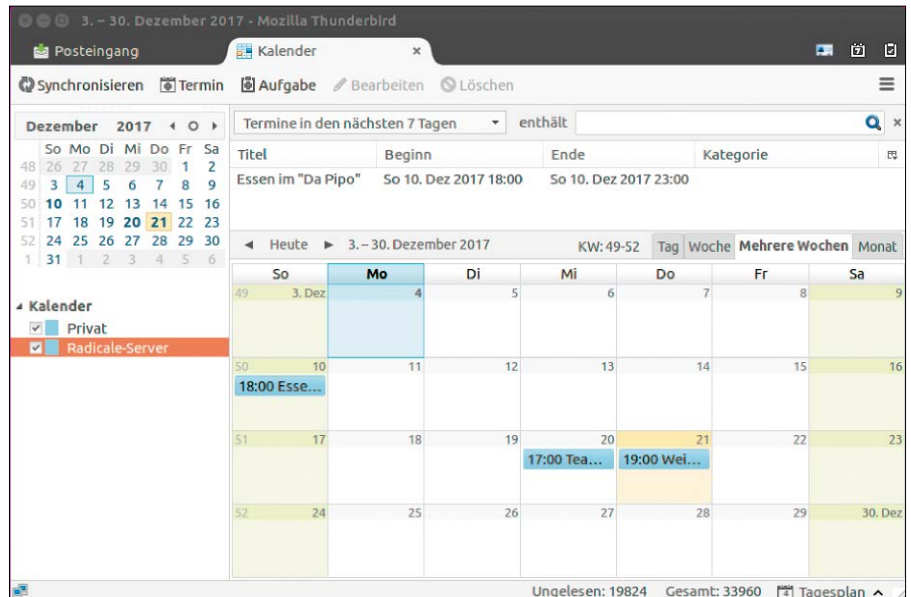 3. – 30. Dezember 2017 - Mozilla Thunderbird
Posteingang Kalender ×
Synchronisieren Termin Aufgabe Bearbeiten Löschen
Dezember 2017
So Mo Di Mi Do Fr Sa
48 26 27 28 29 30 1 2
49 3 4 5 6 7 8 9
50 10 11 12 13 14 15 16
51 17 18 19 20 21 22 23
52 24 25 26 27 28 29 30
1 31 1 2 3 4 5 6
Kalender
Privat
Radicale-Server
Termine in den nächsten 7 Tagen enthält ×
Titel Beginn Ende Kategorie
Essen im "Da Pipo" So 10. Dez 2017 18:00 So 10. Dez 2017 23:00
Heute 3. – 30. Dezember 2017 KW: 49-52 Tag Woche Mehrere Wochen Monat
So Mo Di Mi Do Fr Sa
49 3. Dez 4 5 6 7 8 9
50 10 11 12 13 14 15 16
18:00 Esse...
51 17 18 19 20 21 22 23
17:00 Tea... 19:00 Wei...
52 24 25 26 27 28 29 30. Dez
Ungelesen: 19824 Gesamt: 33960 4 Tagesplan